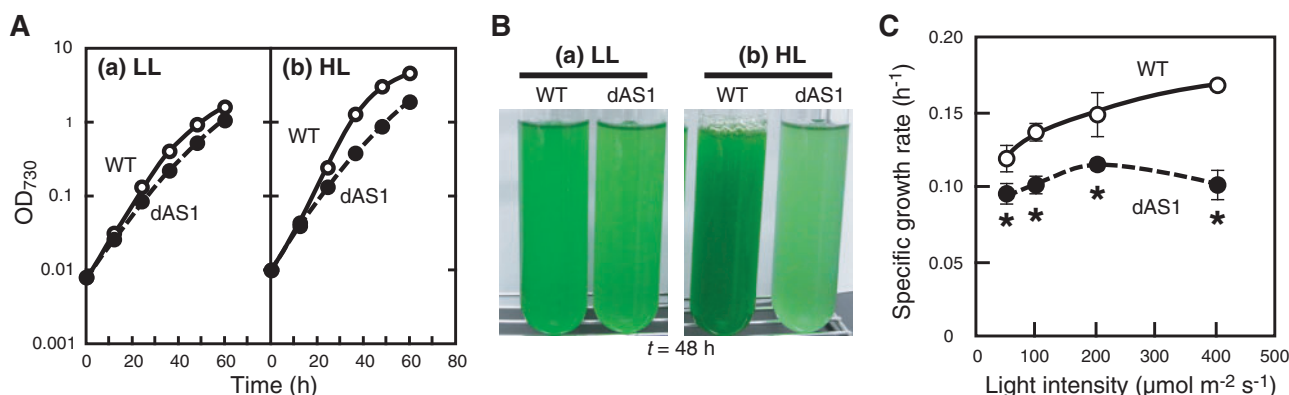 A
(a) LL
(b) HL
OD730
10
1
0.1
0.01
0.001
WT
dAS1
WT
dAS1
0 20 40 60 0 20 40 60 80
Time (h)
B
(a) LL
(b) HL
WT dAS1 WT dAS1
t = 48 h
C
Specific growth rate (h-1)
0.20
0.15
0.10
0.05
0
WT
dAS1
* * * *
0 100 200 300 400 500
Light intensity (µmol m-2 s-1)